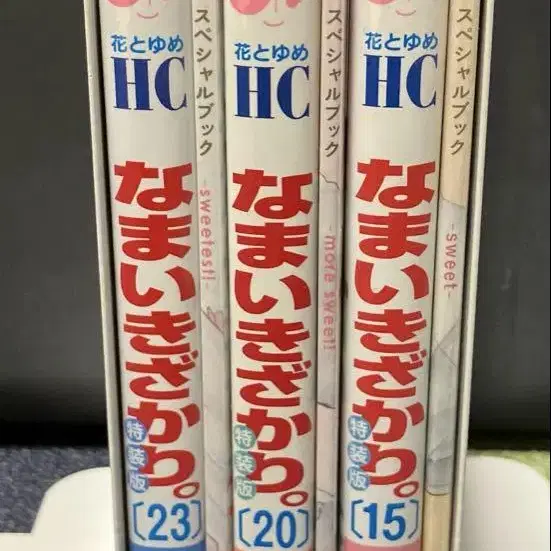 花とゆめ
HC
なまいきざかり。
特装版
〔23〕
スペシャルブック
-sweetest!-
花とゆめ
HC
なまいきざかり。
特装版
〔20〕
スペシャルブック
-more sweet!-
花とゆめ
HC
なまいきざかり。
特装版
〔15〕
スペシャルブック
-sweet-